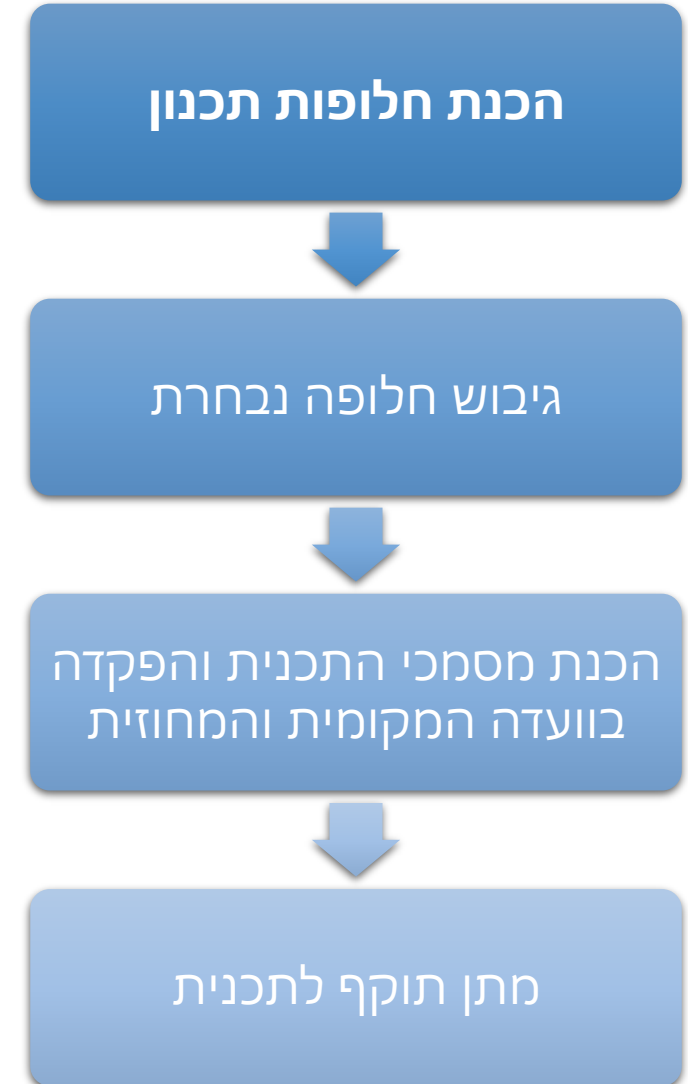 הכנת חלופות תכנון
גיבוש חלופה נבחרת
הכנת מסמכי התכנית והפקדה
בוועדה המקומית והמחוזית
מתן תוקף לתכנית